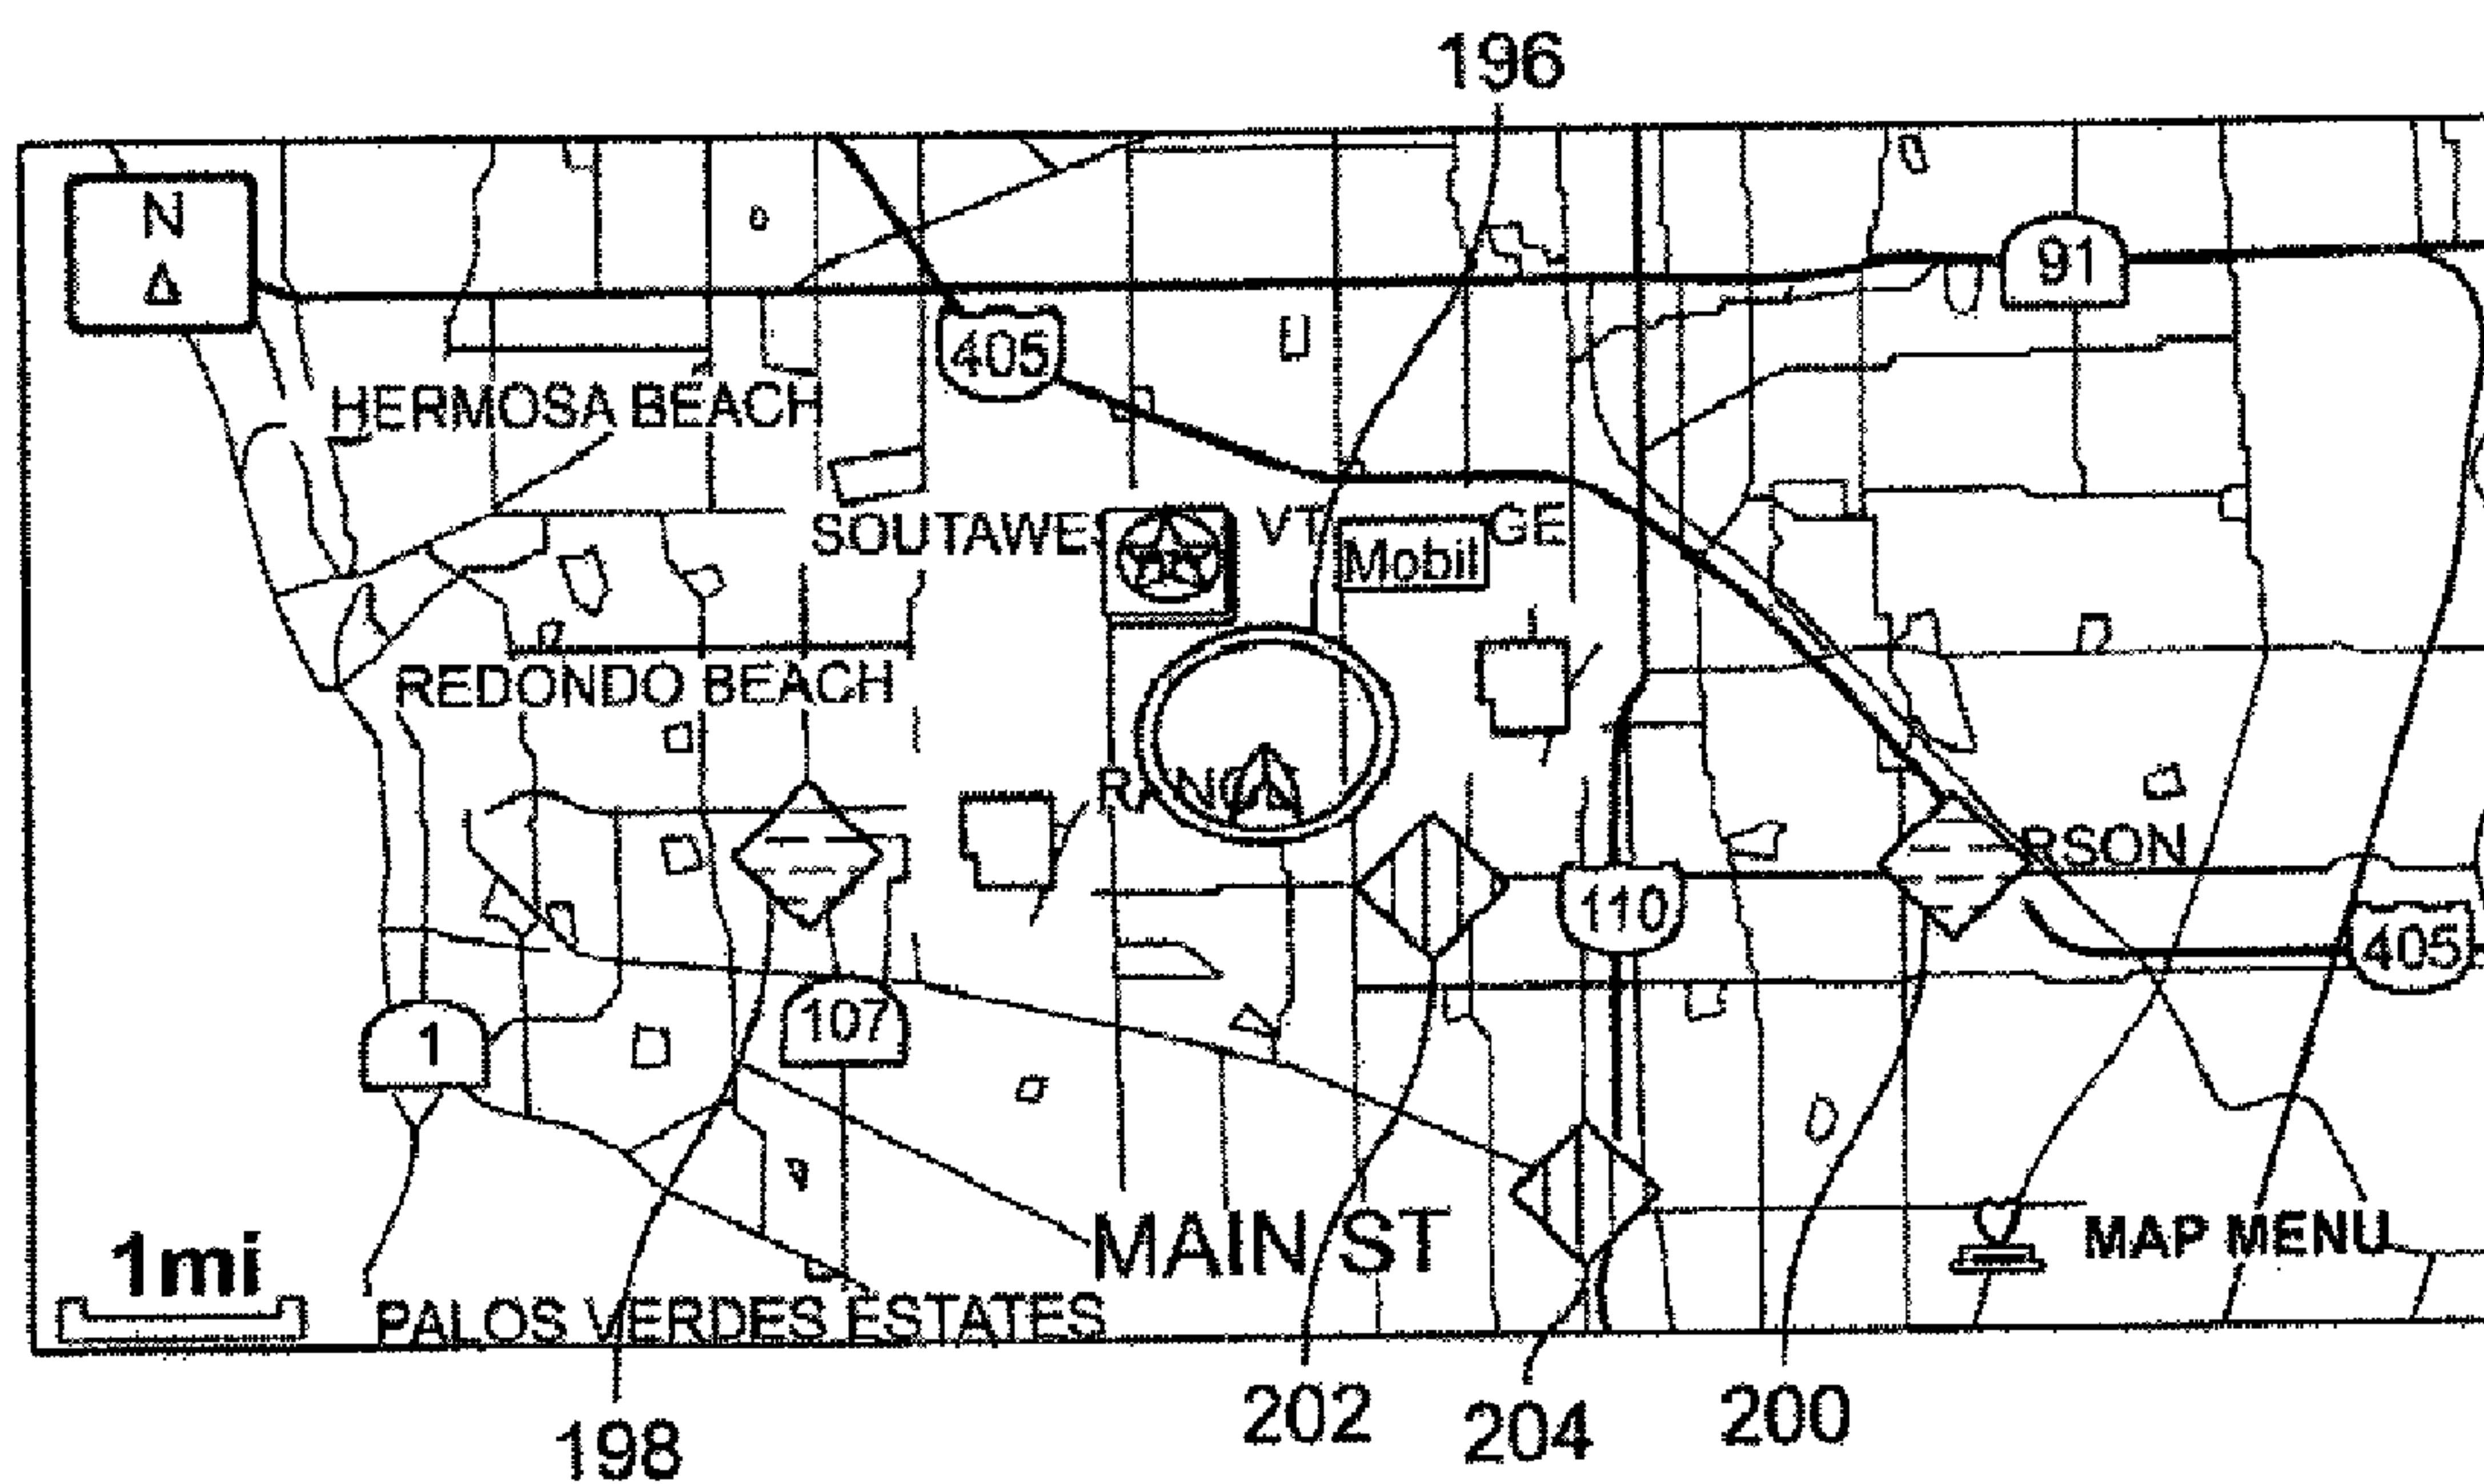 196
N
91
405
HERMOSA BEACH
SOUTAWES VT GE
Mobil
REDONDO BEACH
RSON
110
405
1
107
MAIN ST
MAP MENU
1mi
PALOS VERDES ESTATES
198
202
204
200